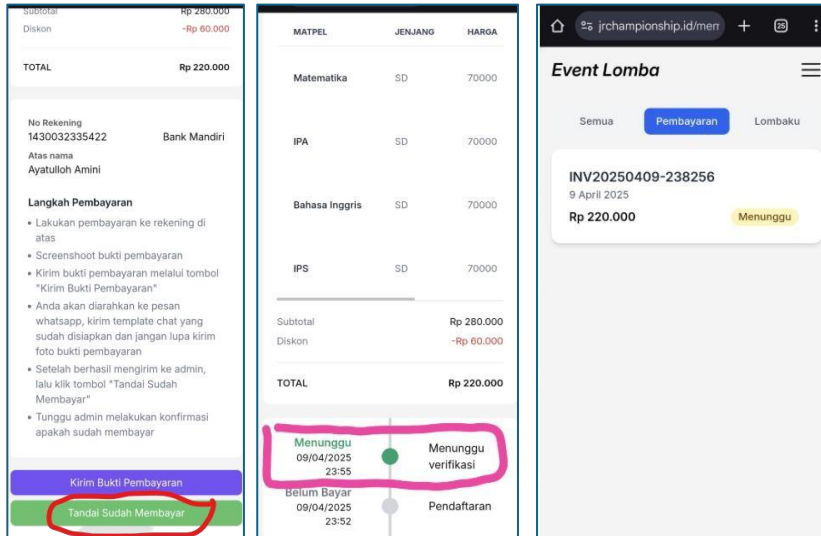 Subtotal Rp 280.000
Diskon -Rp 60.000
TOTAL Rp 220.000
No Rekening
1430032335422 Bank Mandiri
Atas nama
Ayatulloh Amini
Langkah Pembayaran
• Lakukan pembayaran ke rekening di
atas
• Screenshoot bukti pembayaran
• Kirim bukti pembayaran melalui tombol
"Kirim Bukti Pembayaran"
• Anda akan diarahkan ke pesan
whatsapp, kirim template chat yang
sudah disiapkan dan jangan lupa kirim
foto bukti pembayaran
• Setelah berhasil mengirim ke admin,
lalu klik tombol "Tandai Sudah
Membayar"
• Tunggu admin melakukan konfirmasi
apakah sudah membayar
Kirim Bukti Pembayaran
Tandai Sudah Membayar
MATPEL JENJANG HARGA
Matematika SD 70000
IPA SD 70000
Bahasa Inggris SD 70000
IPS SD 70000
Subtotal Rp 280.000
Diskon -Rp 60.000
TOTAL Rp 220.000
Menunggu
09/04/2025
23:55
Menunggu
verifikasi
Belum Bayar
09/04/2025
23:52
Pendaftaran
jrchampionship.id/mem
25
Event Lomba
Semua Pembayaran Lombaku
INV20250409-238256
9 April 2025
Rp 220.000 Menunggu